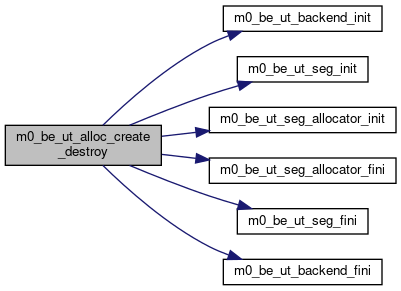 m0_be_ut_backend_init
m0_be_ut_seg_init
m0_be_ut_alloc_create
_destroy
m0_be_ut_seg_allocator_init
m0_be_ut_seg_allocator_fini
m0_be_ut_seg_fini
m0_be_ut_backend_fini